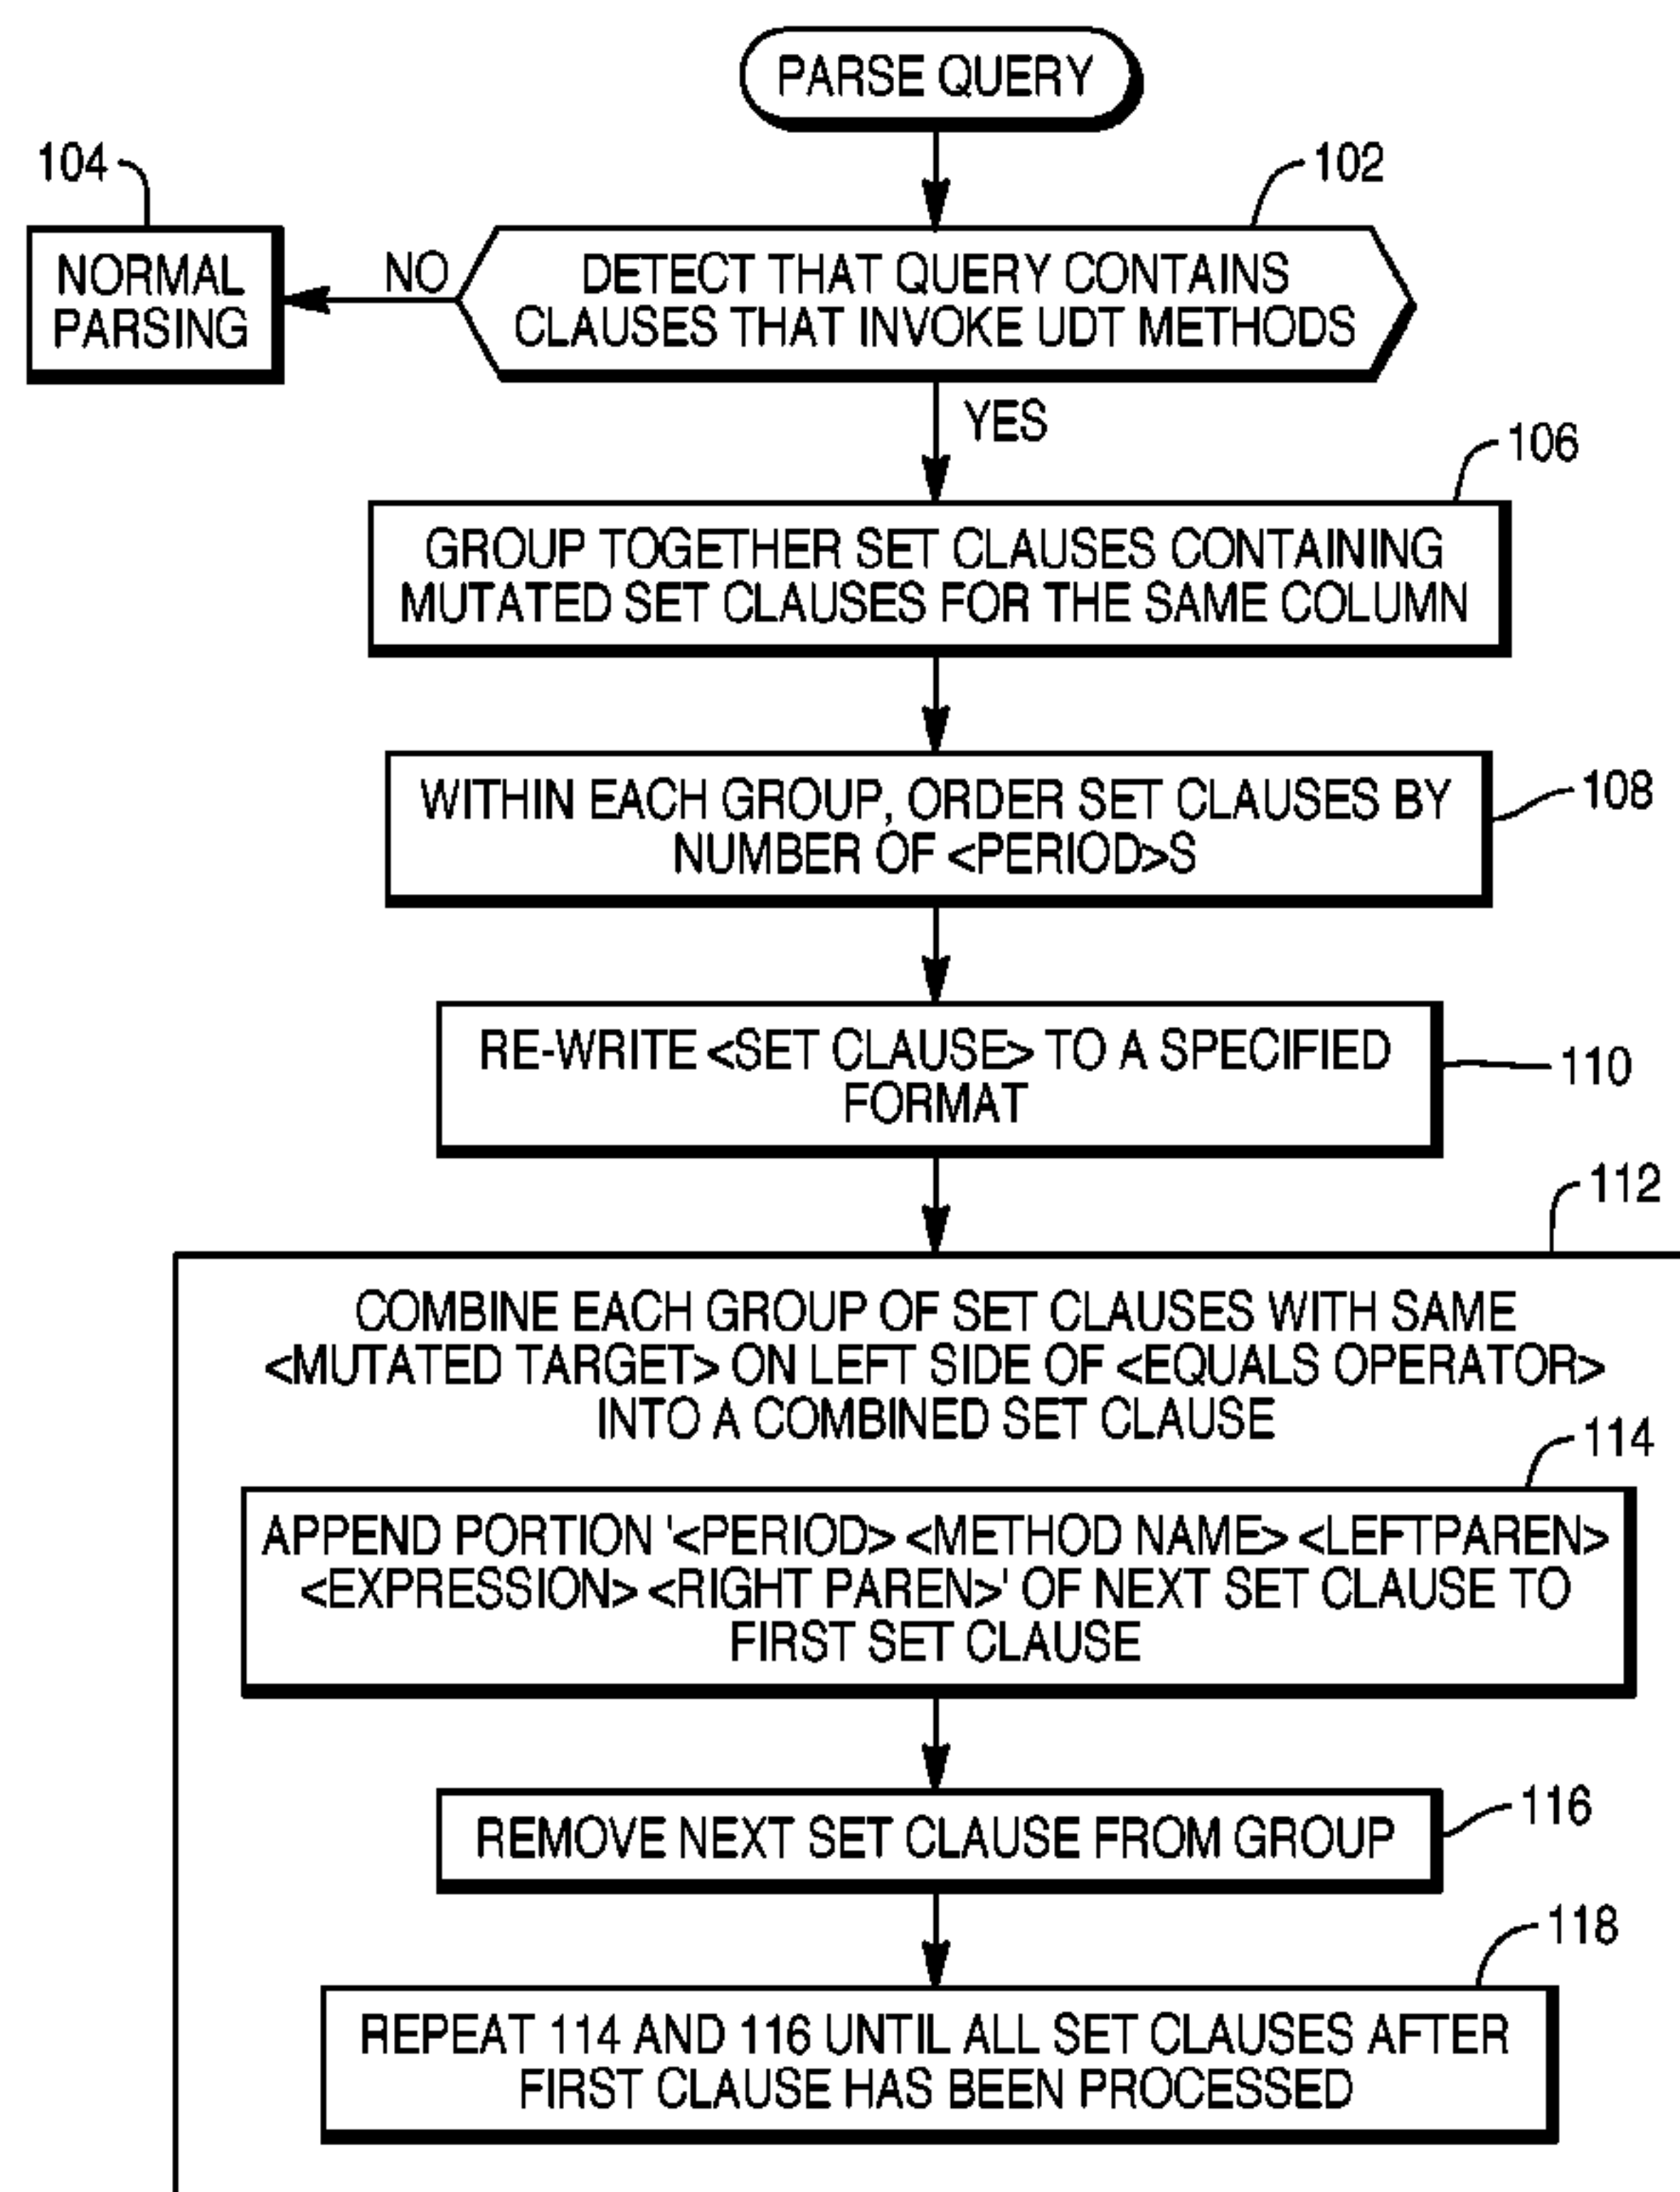 PARSE QUERY
104
102
NORMAL
PARSING
NO
DETECT THAT QUERY CONTAINS
CLAUSES THAT INVOKE UDT METHODS
YES
106
GROUP TOGETHER SET CLAUSES CONTAINING
MUTATED SET CLAUSES FOR THE SAME COLUMN
108
WITHIN EACH GROUP, ORDER SET CLAUSES BY
NUMBER OF <PERIOD>S
110
RE-WRITE <SET CLAUSE> TO A SPECIFIED
FORMAT
112
COMBINE EACH GROUP OF SET CLAUSES WITH SAME
<MUTATED TARGET> ON LEFT SIDE OF <EQUALS OPERATOR>
INTO A COMBINED SET CLAUSE
114
APPEND PORTION '<PERIOD> <METHOD NAME> <LEFTPAREN>
<EXPRESSION> <RIGHT PAREN>' OF NEXT SET CLAUSE TO
FIRST SET CLAUSE
116
REMOVE NEXT SET CLAUSE FROM GROUP
118
REPEAT 114 AND 116 UNTIL ALL SET CLAUSES AFTER
FIRST CLAUSE HAS BEEN PROCESSED